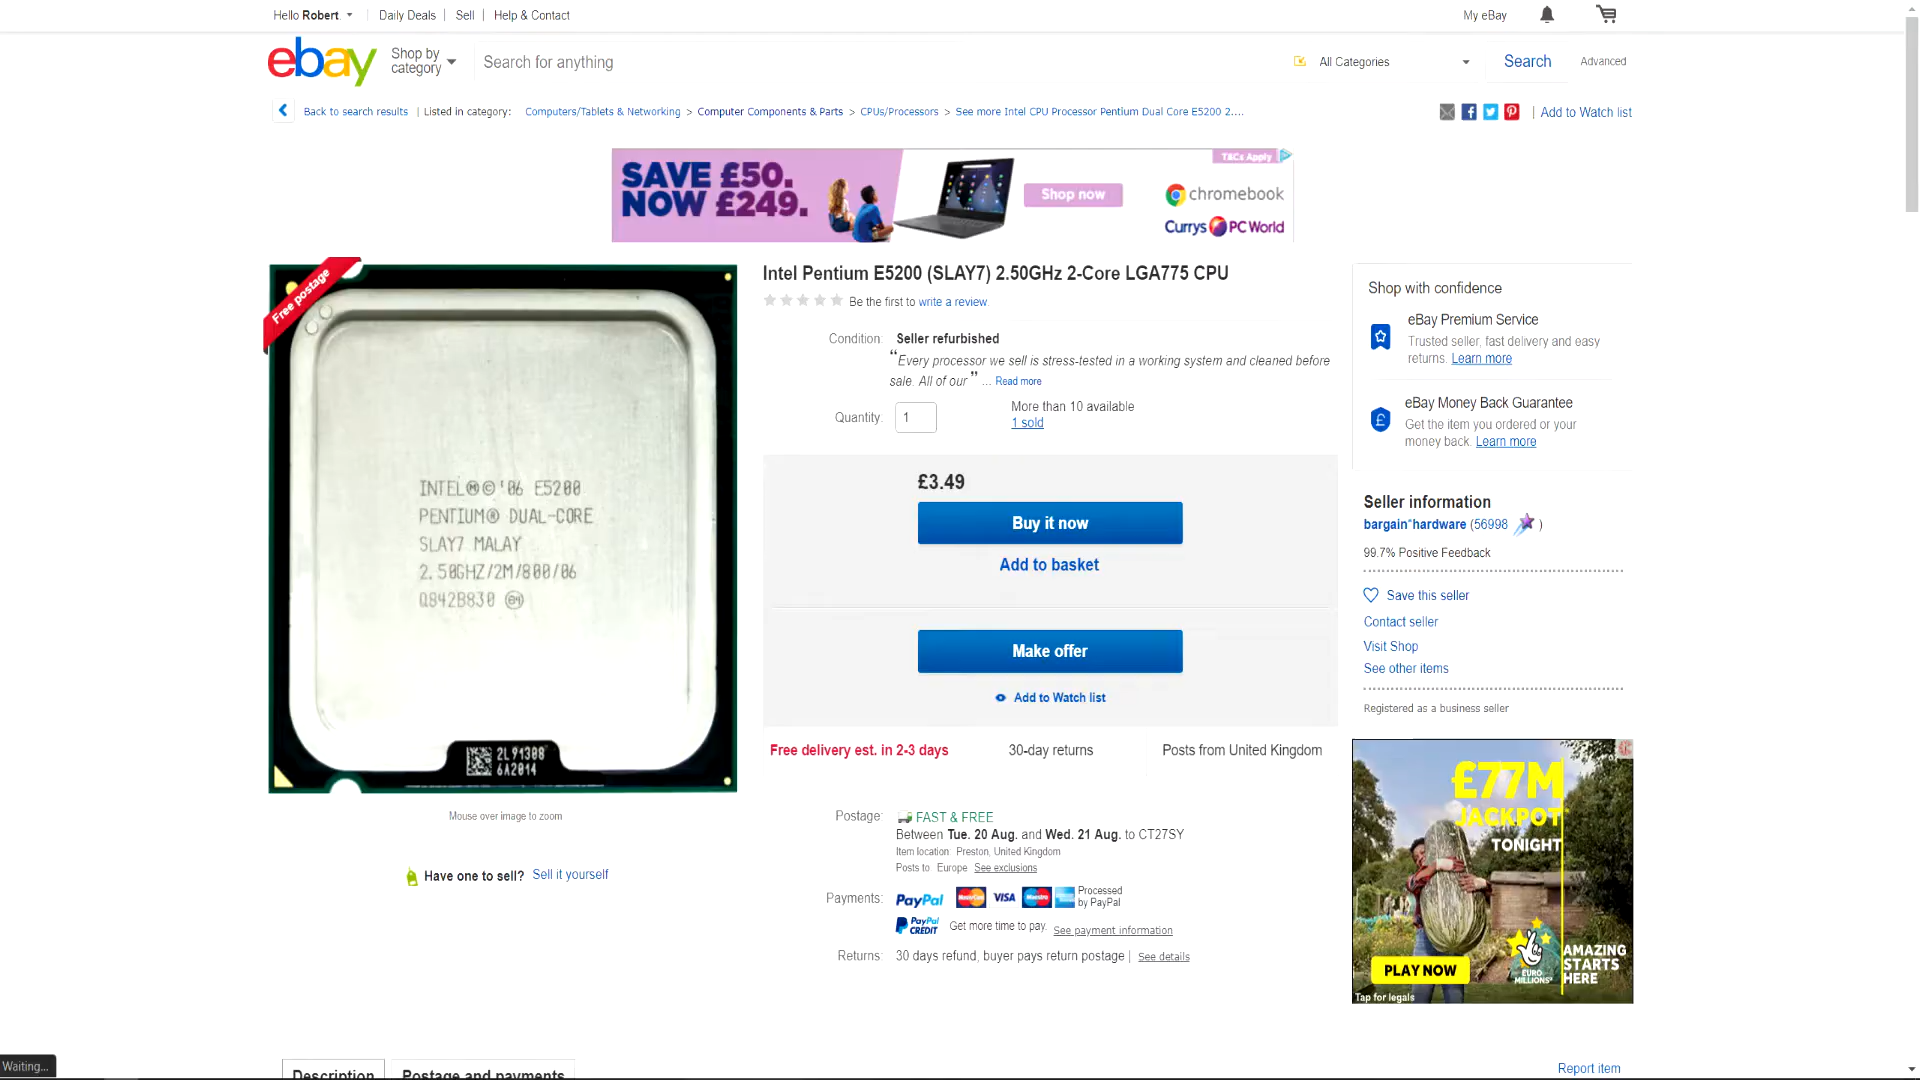 Hello Robert
Daily Deals
Sell
Help & Contact
My eBay
ebay
Shop by
category
Search for anything
All Categories
Search
Advanced
Back to search results | Listed in category:
Computers/Tablets & Networking > Computer Components & Parts > CPUs/Processors > See more Intel CPU Processor Pentium Dual Core E5200 2....
| Add to Watch list
SAVE £50.
NOW £249.
Shop now
T&Cs Apply
chromebook
Currys PC World
Free postage
INTEL®©'06 E5200
PENTIUM® DUAL-CORE
SLAY7 MALAY
2.50GHZ/2M/800/06
Q842B830 e4
2L91308
6A2014
Mouse over image to zoom
Have one to sell? Sell it yourself
Intel Pentium E5200 (SLAY7) 2.50GHz 2-Core LGA775 CPU
Be the first to write a review.
Condition: Seller refurbished
“Every processor we sell is stress-tested in a working system and cleaned before
sale. All of our ” ... Read more
Quantity: 1
More than 10 available
1 sold
£3.49
Buy it now
Add to basket
Make offer
Add to Watch list
Free delivery est. in 2-3 days
30-day returns
Posts from United Kingdom
Postage: FAST & FREE
Between Tue. 20 Aug. and Wed. 21 Aug. to CT27SY
Item location: Preston, United Kingdom
Posts to: Europe See exclusions
Payments: PayPal MasterCard VISA Maestro Processed
by PayPal
PayPal
CREDIT
Get more time to pay. See payment information
Returns: 30 days refund, buyer pays return postage | See details
Shop with confidence
eBay Premium Service
Trusted seller, fast delivery and easy
returns. Learn more
eBay Money Back Guarantee
Get the item you ordered or your
money back. Learn more
Seller information
bargain*hardware (56998 )
99.7% Positive Feedback
Save this seller
Contact seller
Visit Shop
See other items
Registered as a business seller
£77M
JACKPOT*
TONIGHT
PLAY NOW
EURO
MILLIONS
AMAZING
STARTS
HERE
Tap for legals
Waiting...
Description
Postage and payments
Report item